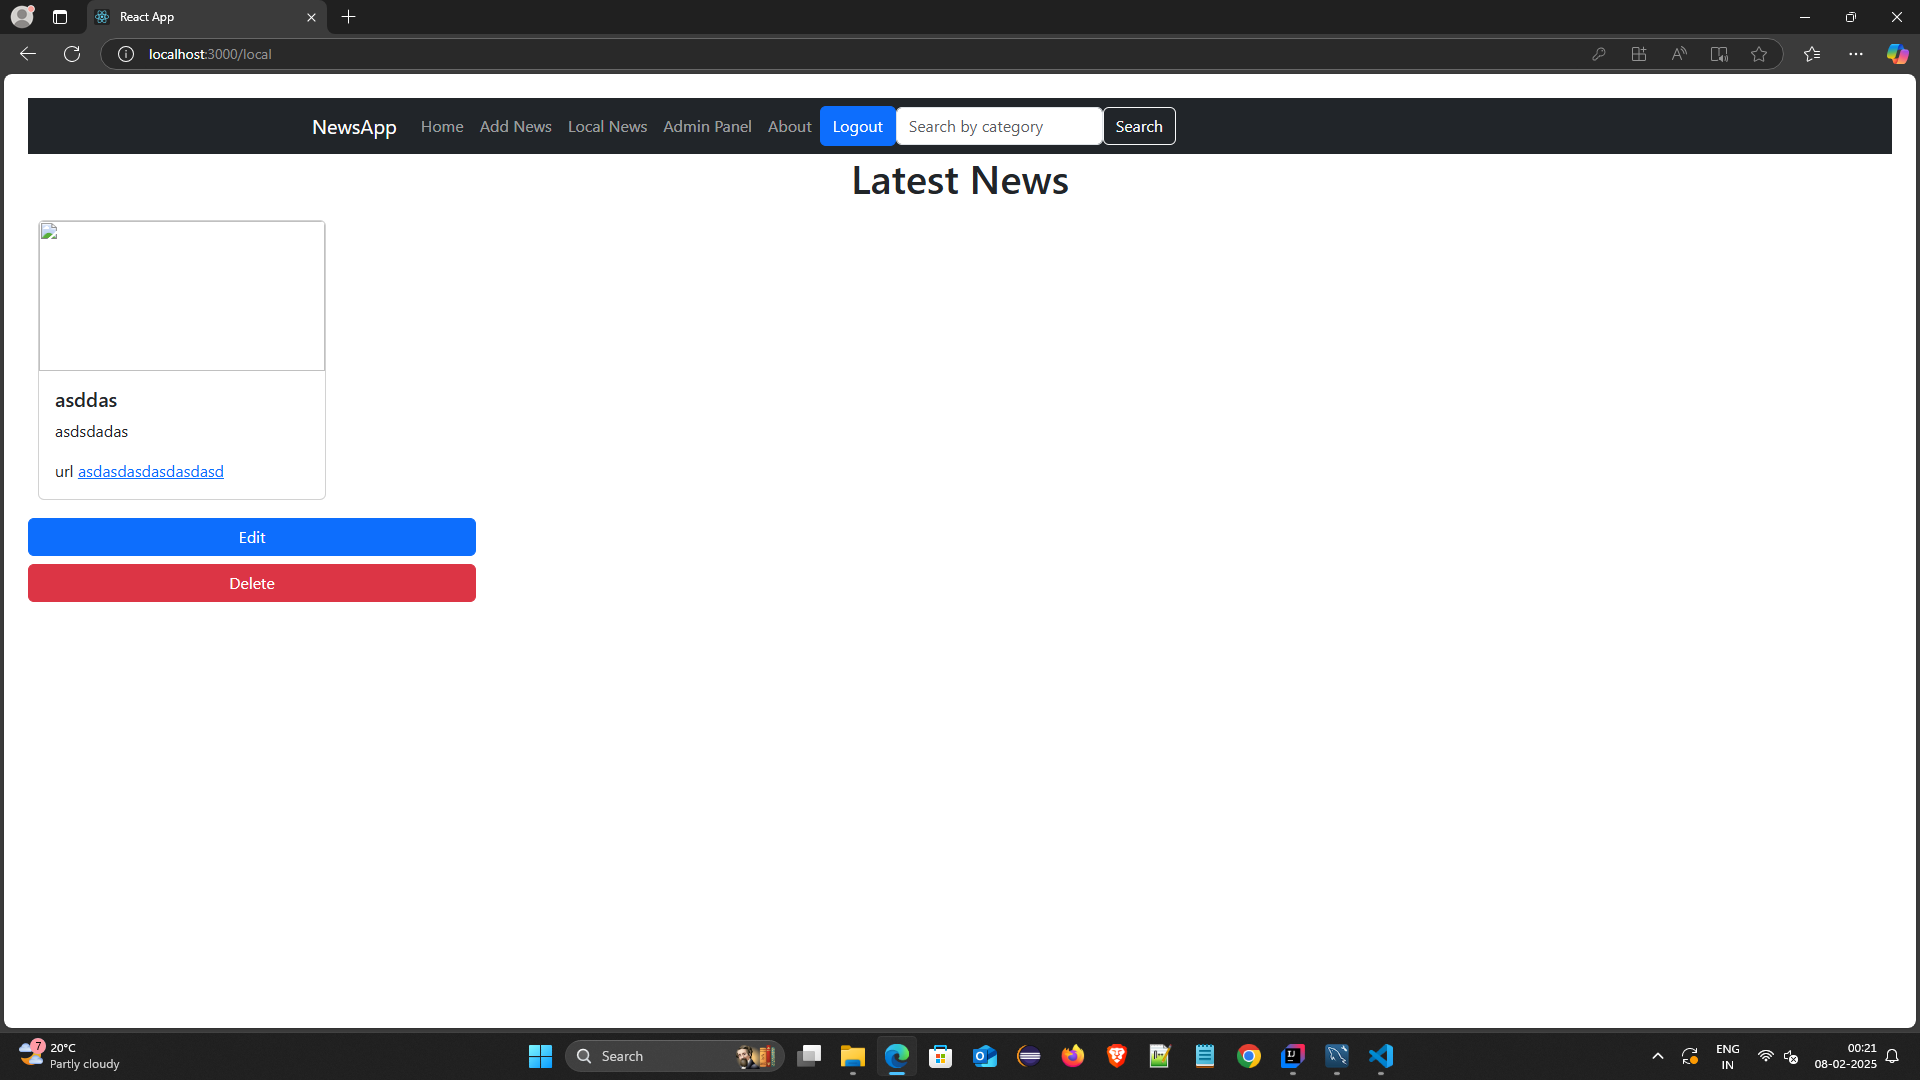 React App
localhost:3000/local
NewsApp Home Add News Local News Admin Panel About Logout Search by category Search
Latest News
asddas
asdsdadas
url asdasdasdasdasdasd
Edit
Delete
7
20°C
Partly cloudy
Search
ENG
IN
00:21
08-02-2025